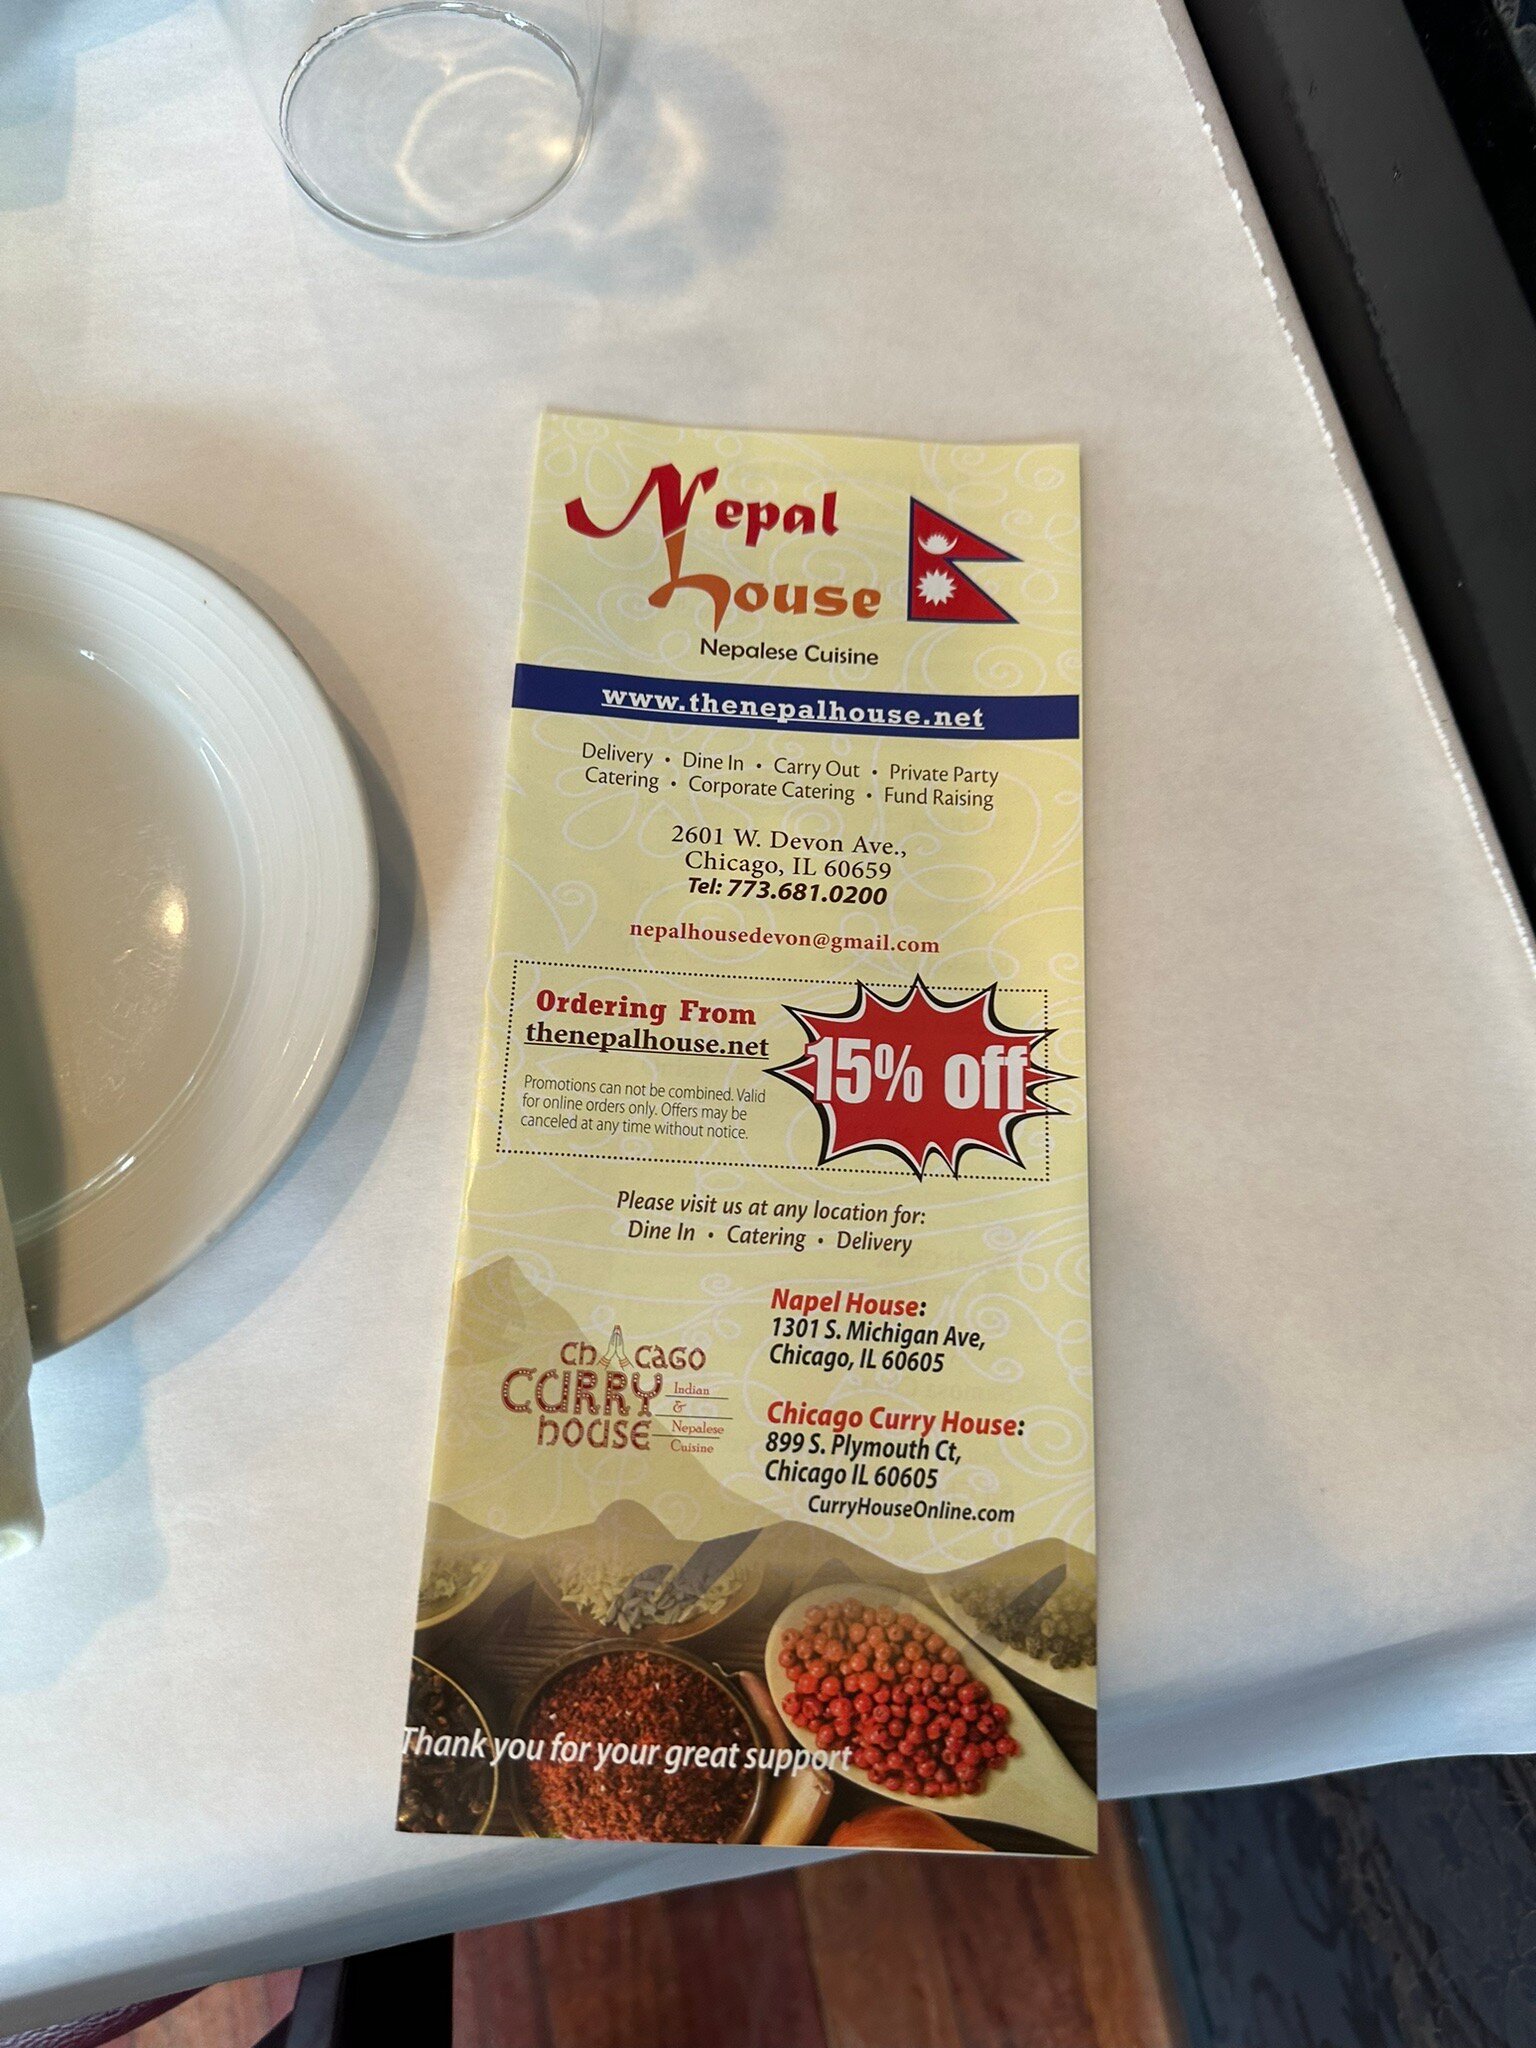 Nepal
house
Nepalese Cuisine
www.thenepalhouse.net
Delivery • Dine In • Carry Out • Private Party
Catering • Corporate Catering • Fund Raising
2601 W. Devon Ave.,
Chicago, IL 60659
Tel: 773.681.0200
nepalhousedevon@gmail.com
Ordering From
thenepalhouse.net
Promotions can not be combined. Valid
for online orders only. Offers may be
canceled at any time without notice.
15% off
Please visit us at any location for:
Dine In • Catering • Delivery
Chicago
CURRY
house
Indian
&
Nepalese
Cuisine
Napel House:
1301 S. Michigan Ave,
Chicago, IL 60605
Chicago Curry House:
899 S. Plymouth Ct,
Chicago IL 60605
CurryHouseOnline.com
Thank you for your great support